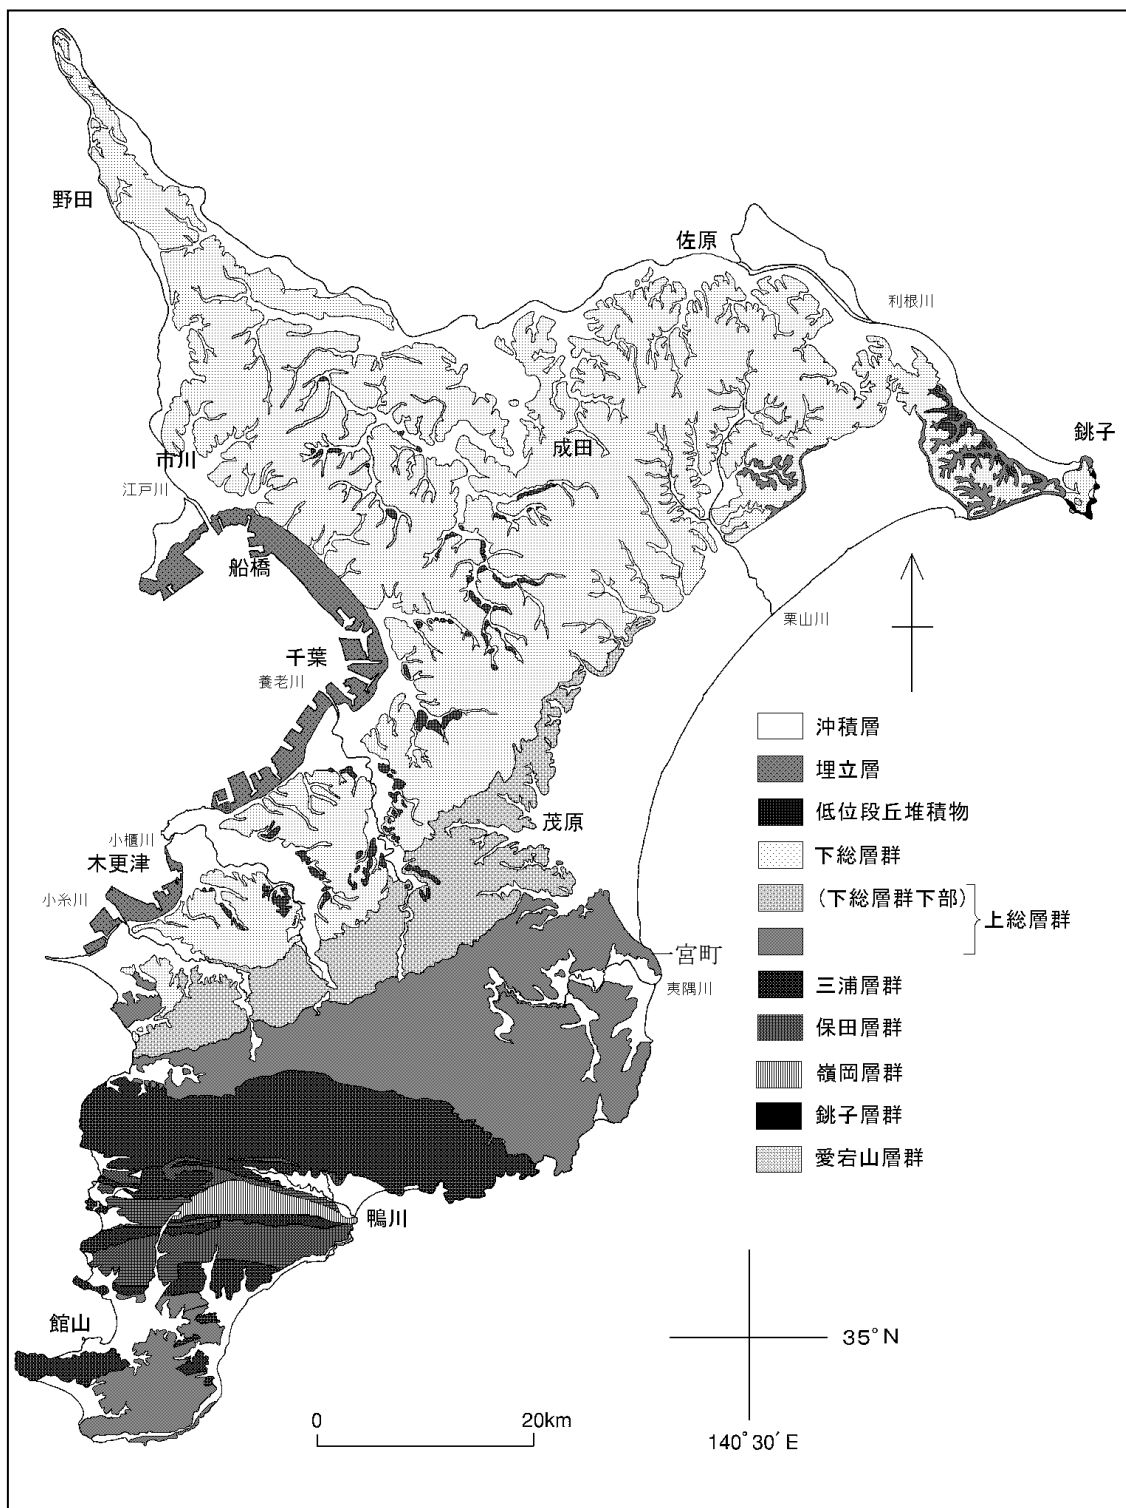 野田
佐原
利根川
銚子
成田
市川
江戸川
船橋
栗山川
千葉
養老川
沖積層
埋立層
低位段丘堆積物
下総層群
(下総層群下部)
上総層群
三浦層群
保田層群
嶺岡層群
銚子層群
愛宕山層群
茂原
小櫃川
木更津
小糸川
宮町
夷隅川
鴨川
館山
35°N
0 20km
140°30′E